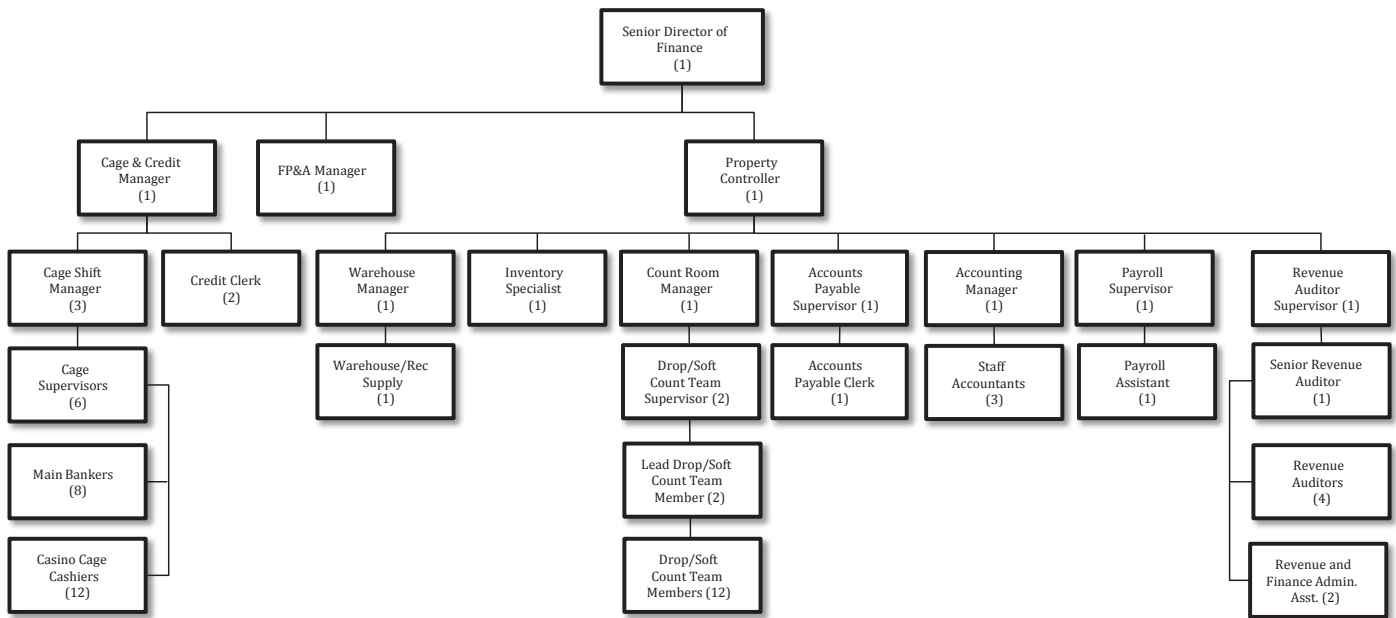 Senior Director of
Finance
(1)
Cage & Credit
Manager
(1)
FP&A Manager
(1)
Property
Controller
(1)
Cage Shift
Manager
(3)
Credit Clerk
(2)
Warehouse
Manager
(1)
Inventory
Specialist
(1)
Count Room
Manager
(1)
Accounts
Payable
Supervisor (1)
Accounting
Manager
(1)
Payroll
Supervisor
(1)
Revenue
Auditor
Supervisor (1)
Cage
Supervisors
(6)
Warehouse/Rec
Supply
(1)
Drop/Soft
Count Team
Supervisor (2)
Accounts
Payable Clerk
(1)
Staff
Accountants
(3)
Payroll
Assistant
(1)
Senior Revenue
Auditor
(1)
Main Bankers
(8)
Lead Drop/Soft
Count Team
Member (2)
Revenue
Auditors
(4)
Casino Cage
Cashiers
(12)
Drop/Soft
Count Team
Members (12)
Revenue and
Finance Admin.
Asst. (2)